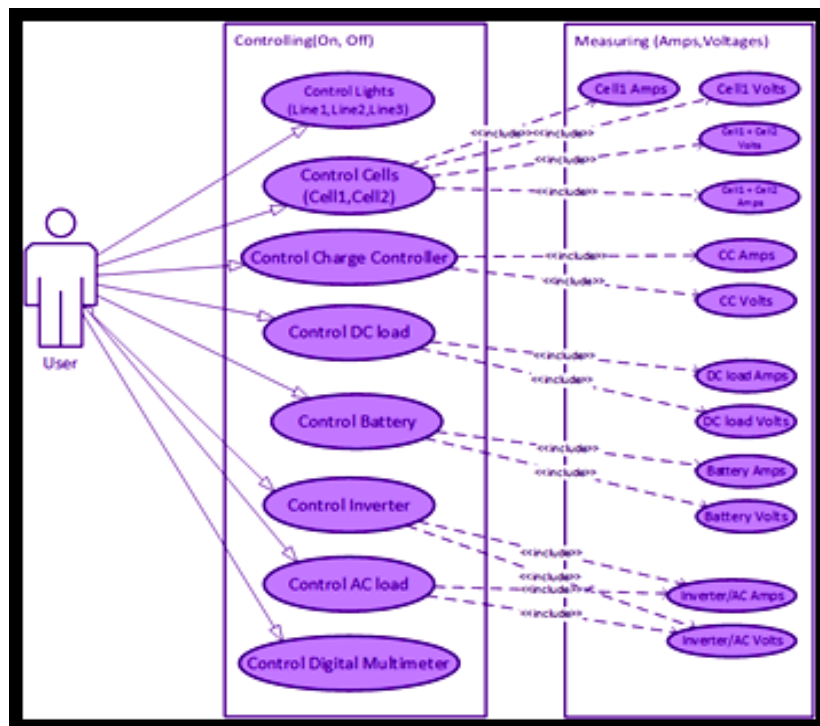 Controlling(On, Off)
Measuring (Amps,Voltages)
Control Lights
(Line1,Line2,Line3)
Cell1 Amps
Cell1 Volts
<<include>>
<<include>>
Cell1 + Cell2
Volts
<<include>>
Control Cells
(Cell1,Cell2)
<<include>>
Cell1 + Cell2
Amps
Control Charge Controller
<<include>>
CC Amps
<<include>>
CC Volts
User
Control DC load
<<include>>
DC load Amps
<<include>>
DC load Volts
Control Battery
<<include>>
Battery Amps
<<include>>
Battery Volts
Control Inverter
<<include>>
<<include>>
Control AC load
<<include>>
Inverter/AC Amps
<<include>>
Inverter/AC Volts
Control Digital Multimeter